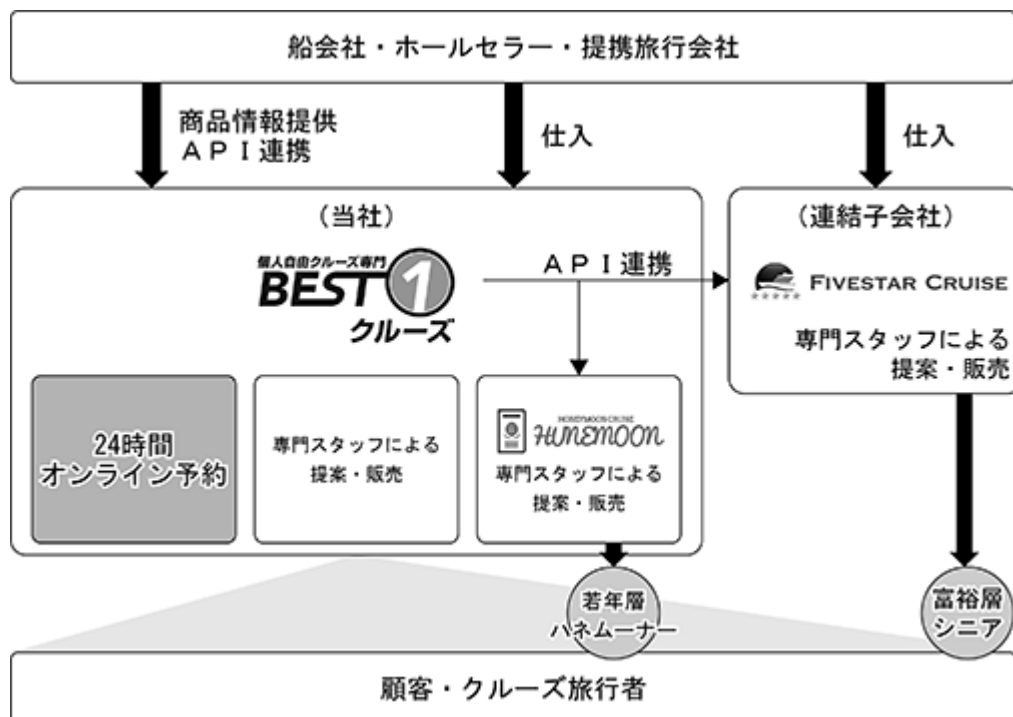 船会社・ホールセラー・提携旅行会社
商品情報提供
ＡＰＩ連携
仕入
仕入
（当社）
個人自由クルーズ専門
BEST1
クルーズ
ＡＰＩ連携
（連結子会社）
FIVESTAR CRUISE
専門スタッフによる
提案・販売
24時間
オンライン予約
専門スタッフによる
提案・販売
HONEYMOON CRUISE
HUNEMOON
専門スタッフによる
提案・販売
若年層
ハネムーナー
富裕層
シニア
顧客・クルーズ旅行者